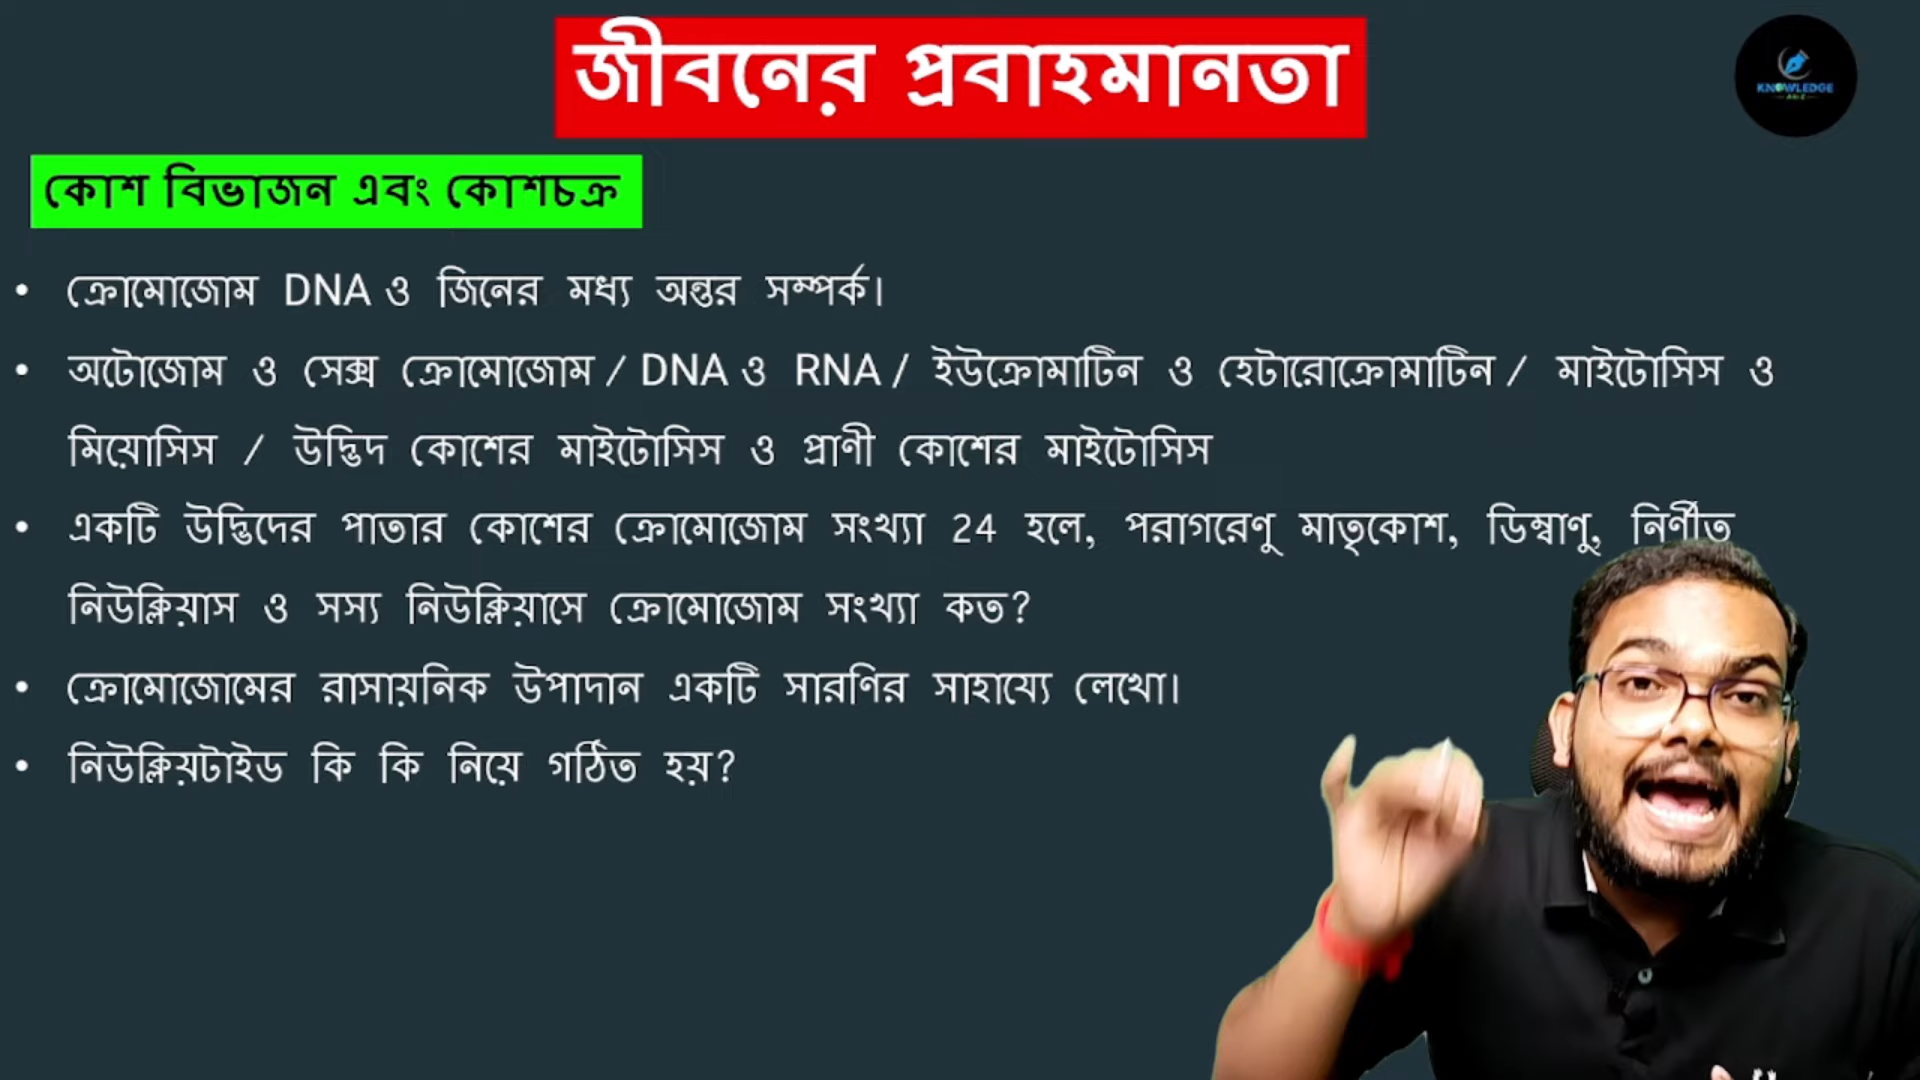 জীবনের প্রবাহমানতা
KNOWLEDGE
কোশ বিভাজন এবং কোশচক্র
• ক্রোমোজোম DNA ও জিনের মধ্য অন্তর সম্পর্ক।
• অটোজোম ও সেক্স ক্রোমোজোম / DNA ও RNA / ইউক্রোমাটিন ও হেটারোক্রোমাটিন / মাইটোসিস ও
মিয়োসিস / উদ্ভিদ কোশের মাইটোসিস ও প্রাণী কোশের মাইটোসিস
• একটি উদ্ভিদের পাতার কোশের ক্রোমোজোম সংখ্যা 24 হলে, পরাগরেণু মাতৃকোশ, ডিম্বাণু, নির্ণীত
নিউক্লিয়াস ও সস্য নিউক্লিয়াসে ক্রোমোজোম সংখ্যা কত?
• ক্রোমোজোমের রাসায়নিক উপাদান একটি সারণির সাহায্যে লেখো।
• নিউক্লিয়টাইড কি কি নিয়ে গঠিত হয়?